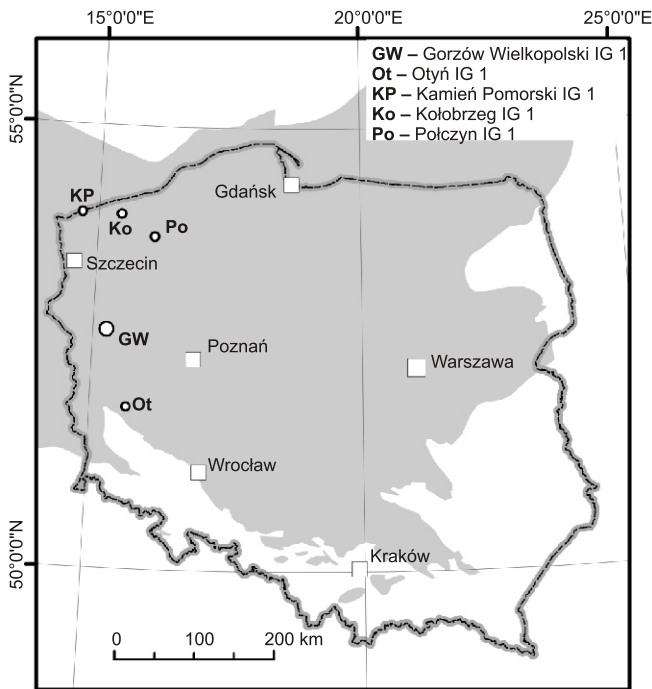 15°0'0"E 20°0'0"E 25°0'0"E
GW – Gorzów Wielkopolski IG 1
Ot – Otyń IG 1
KP – Kamień Pomorski IG 1
Ko – Kołobrzeg IG 1
Po – Połczyn IG 1
55°0'0"N
Gdańsk
KP
Ko
Po
Szczecin
GW
Poznań
Warszawa
Ot
Wrocław
Kraków
50°0'0"N
0 100 200 km